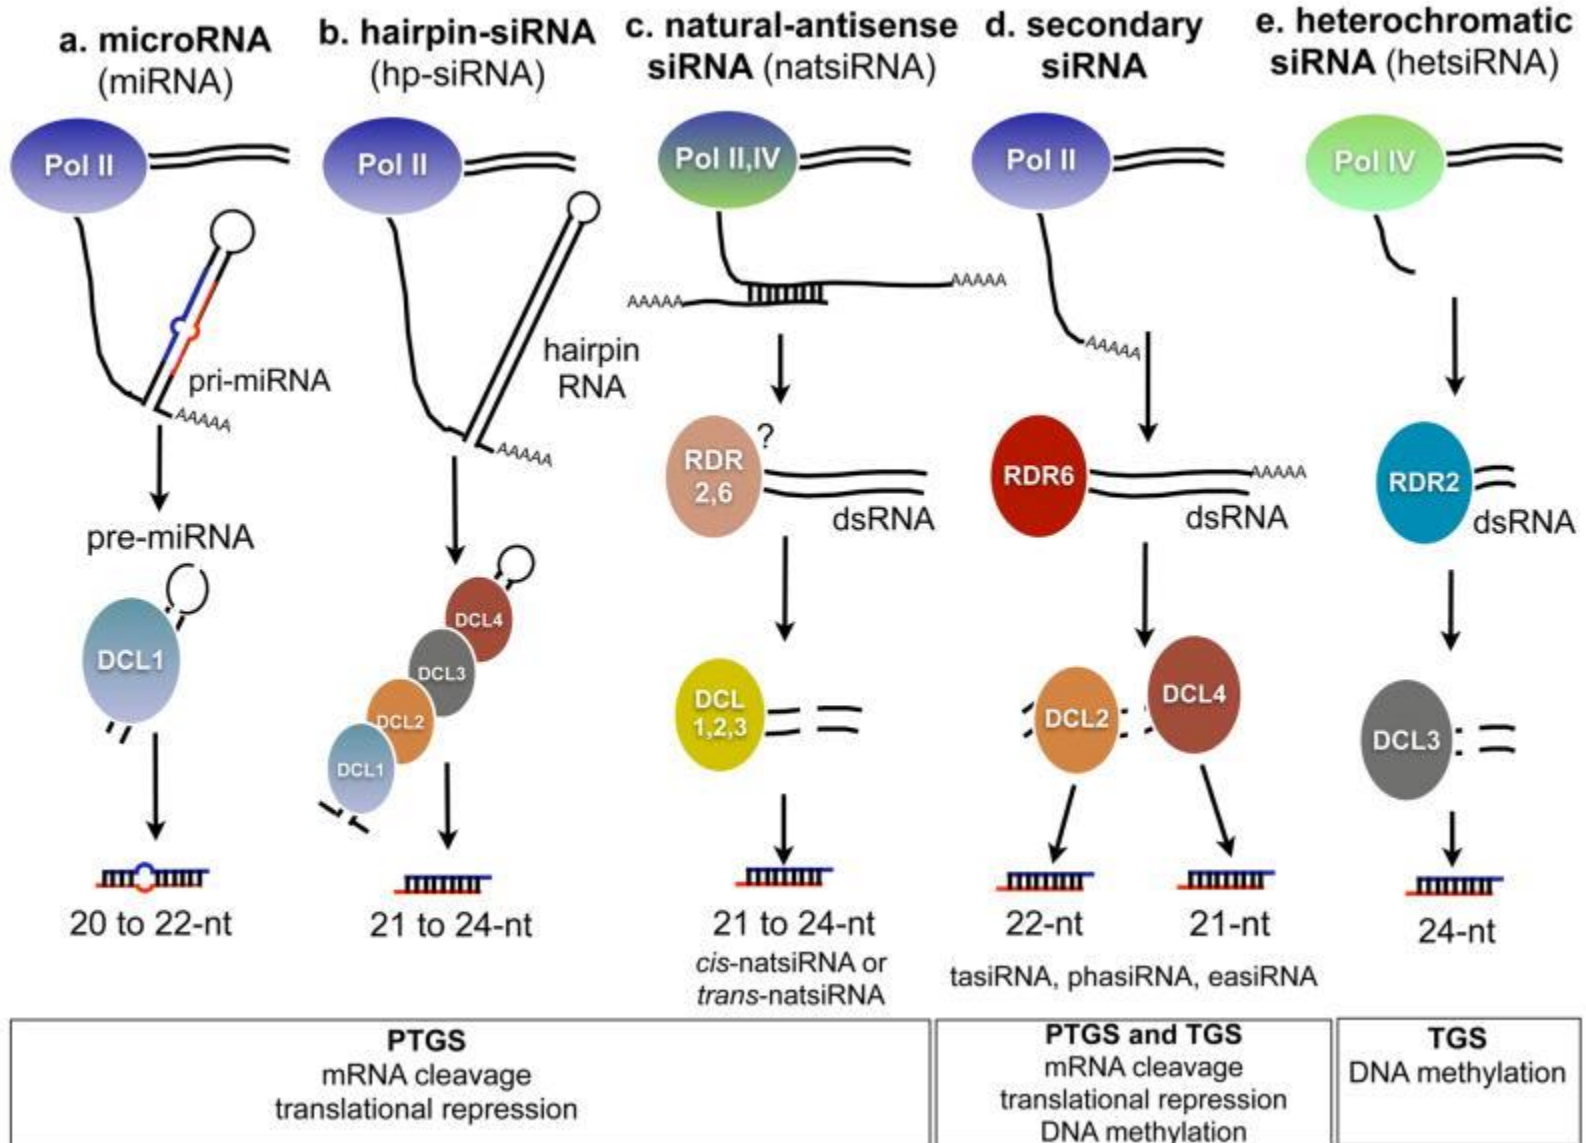 a. microRNA
(miRNA)
Pol II
pri-miRNA
AAAAA
pre-miRNA
DCL1
20 to 22-nt
b. hairpin-siRNA
(hp-siRNA)
Pol II
hairpin
RNA
AAAAA
DCL4
DCL3
DCL2
DCL1
21 to 24-nt
c. natural-antisense
siRNA (natsiRNA)
Pol II,IV
AAAAA
AAAAA
?
RDR
2,6
dsRNA
DCL
1,2,3
21 to 24-nt
cis-natsiRNA or
trans-natsiRNA
d. secondary
siRNA
Pol II
AAAAA
RDR6
AAAAA
dsRNA
DCL2
DCL4
22-nt
21-nt
tasiRNA, phasiRNA, easiRNA
e. heterochromatic
siRNA (hetsiRNA)
Pol IV
RDR2
dsRNA
DCL3
24-nt
PTGS
mRNA cleavage
translational repression
PTGS and TGS
mRNA cleavage
translational repression
DNA methylation
TGS
DNA methylation